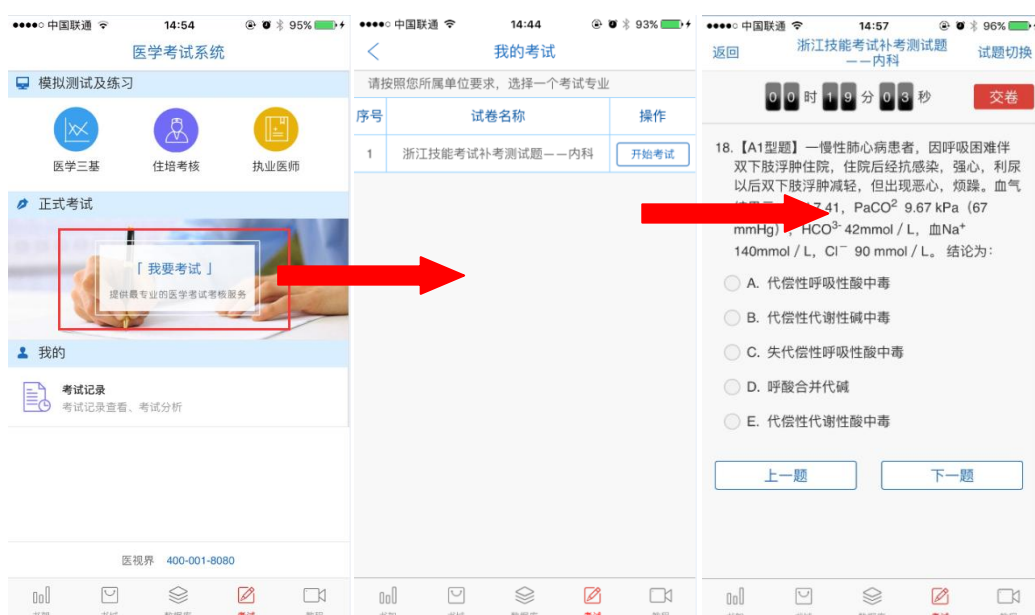 中国联通 14:54 95%
医学考试系统
模拟测试及练习
医学三基 住培考核 执业医师
正式考试
「 我要考试 」
提供最专业的医学考试考核服务
我的
考试记录
考试记录查看、考试分析
医视界 400-001-8080
考试
中国联通 14:44 93%
我的考试
请按照您所属单位要求，选择一个考试专业
序号 试卷名称 操作
1 浙江技能考试补考测试题——内科 开始考试
考试
中国联通 14:57 96%
返回 浙江技能考试补考测试题 试题切换
——内科
00时19分03秒 交卷
18.【A1型题】一慢性肺心病患者，因呼吸困难伴
双下肢浮肿住院，住院后经抗感染，强心，利尿
以后双下肢浮肿减轻，但出现恶心，烦躁。血气
7.41，PaCO² 9.67 kPa（67
mmHg），HCO³⁻ 42mmol / L，血Na⁺
140mmol / L，Cl⁻ 90 mmol / L。结论为：
A. 代偿性呼吸性酸中毒
B. 代偿性代谢性碱中毒
C. 失代偿性呼吸性酸中毒
D. 呼酸合并代碱
E. 代偿性代谢性酸中毒
上一题 下一题